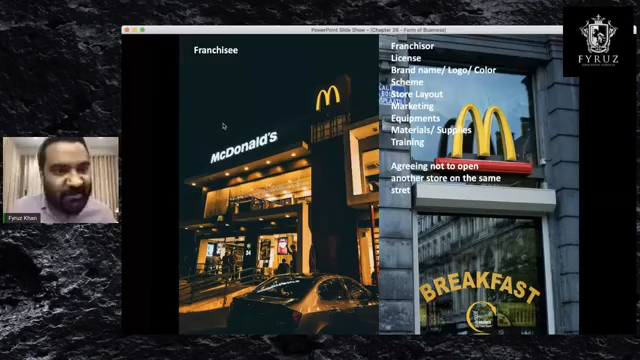 PowerPoint Slide Show - [Chapter 26 - Form of Business]
FYRUZ
Franchisee
McDonald's
Franchisor
License
Brand name/ Logo/ Color
Scheme
Store Layout
Marketing
Equipments
Materials/ Supplies
Training
Agreeing not to open
another store on the same
stret
BREAKFAST
Fyruz Khan